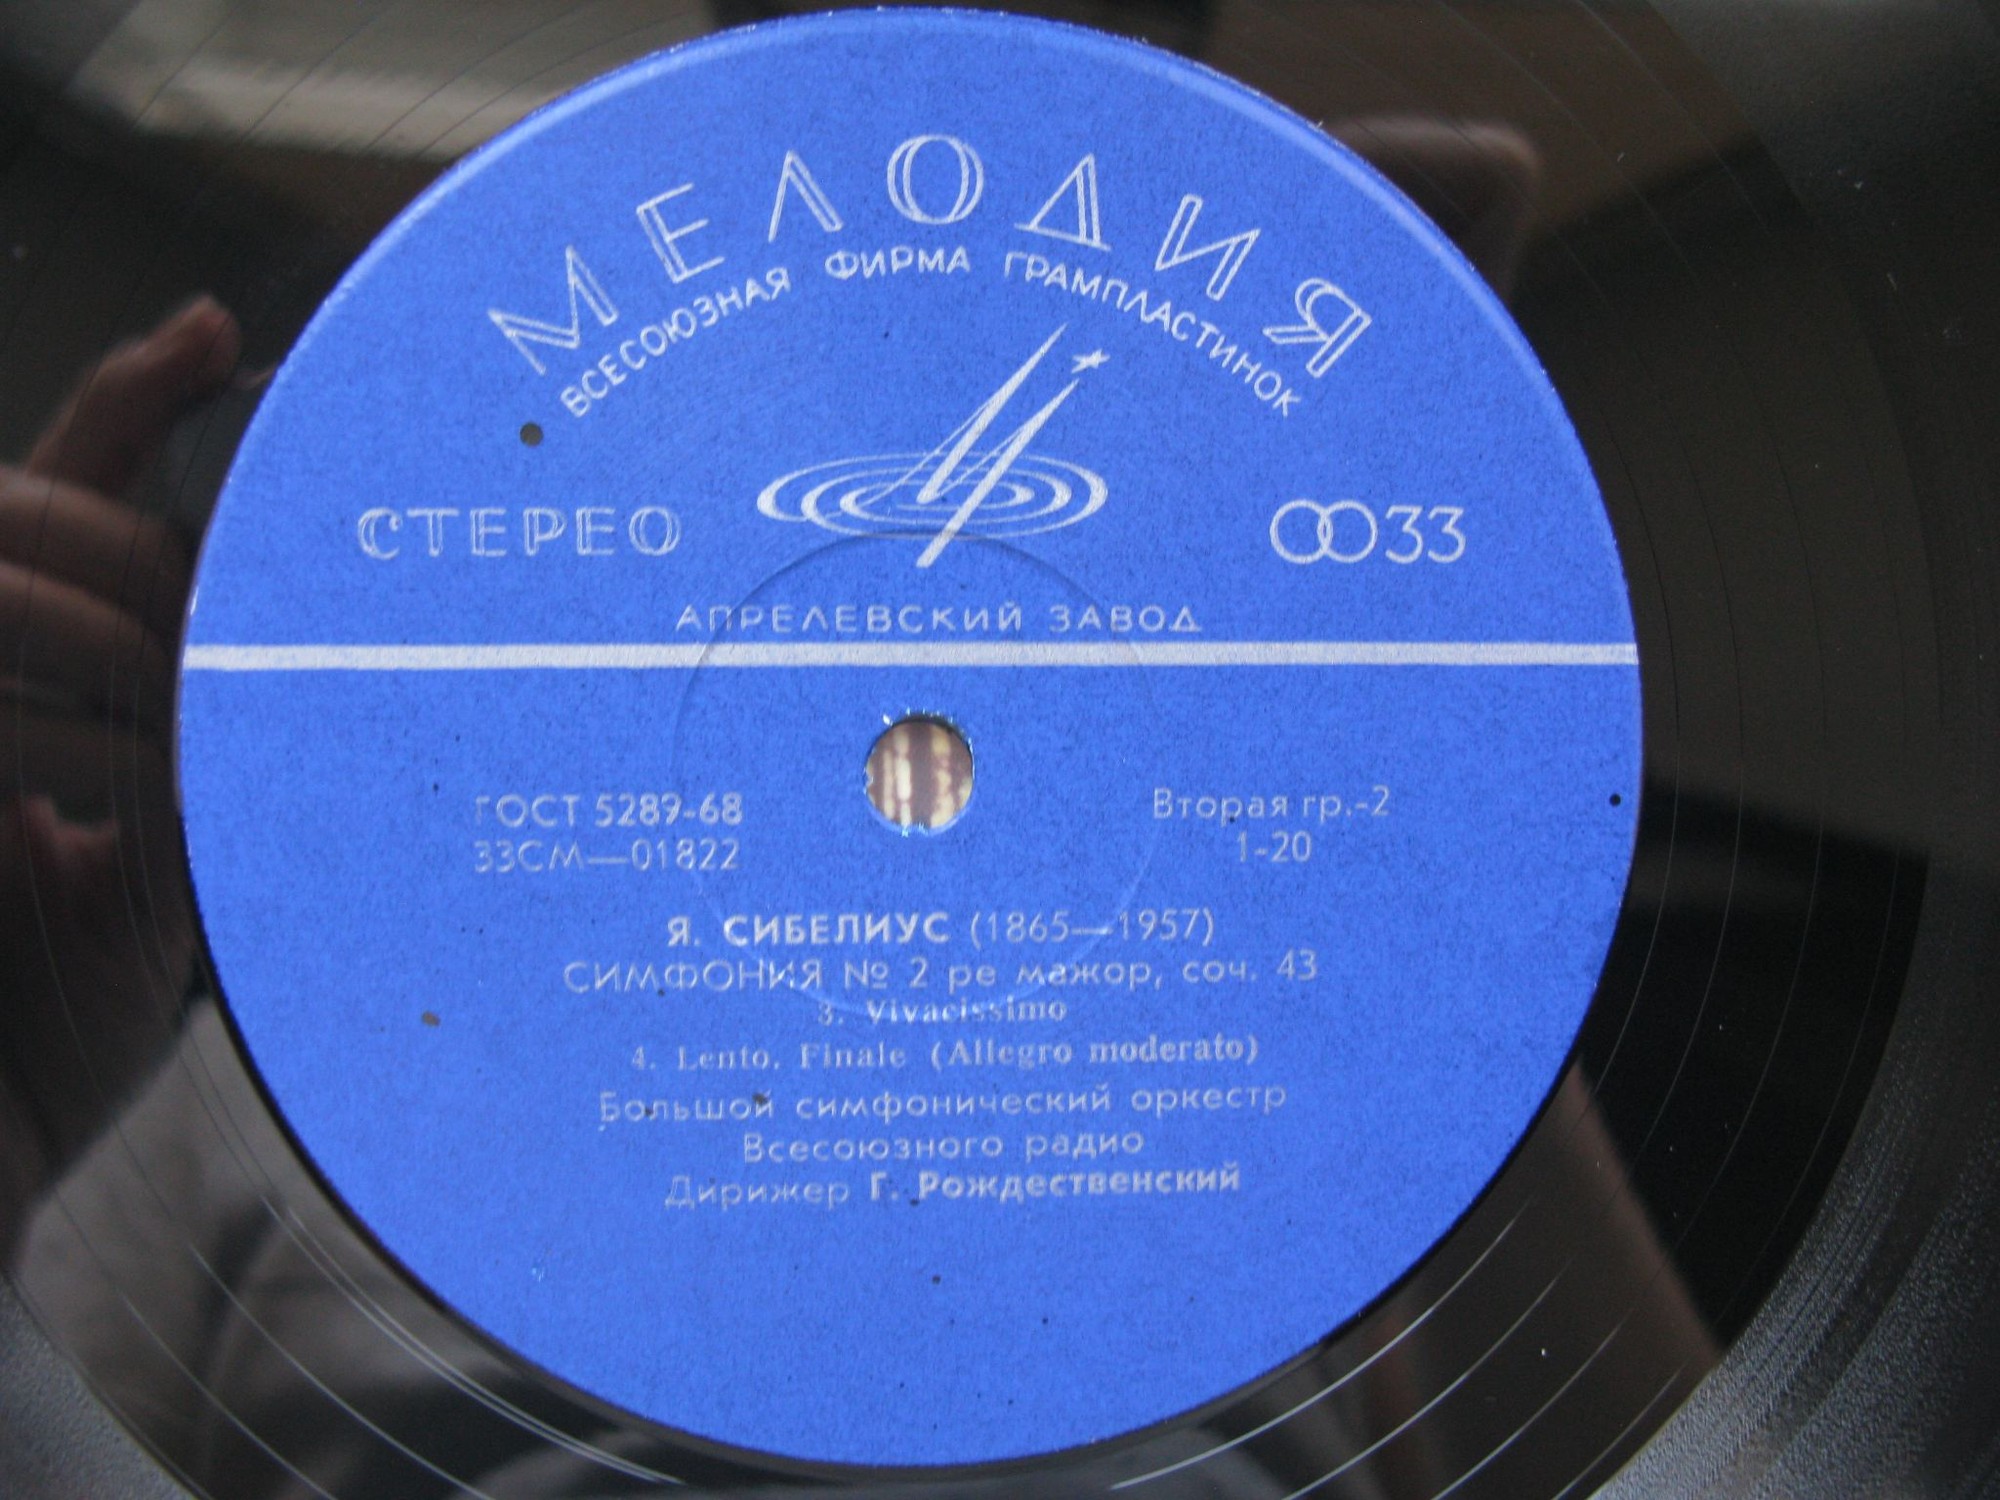 МЕЛОДИЯ
ВСЕСОЮЗНАЯ ФИРМА ГРАМПЛАСТИНОК
СТЕРЕО
33
АПРЕЛЕВСКИЙ ЗАВОД
ГОСТ 5289-68
33СМ—01822
Вторая гр.-2
1-20
Я. СИБЕЛИУС (1865—1957)
СИМФОНИЯ № 2 ре мажор, соч. 43
3. Vivacissimo
4. Lento. Finale (Allegro moderato)
Большой симфонический оркестр
Всесоюзного радио
Дирижер Г. Рождественский